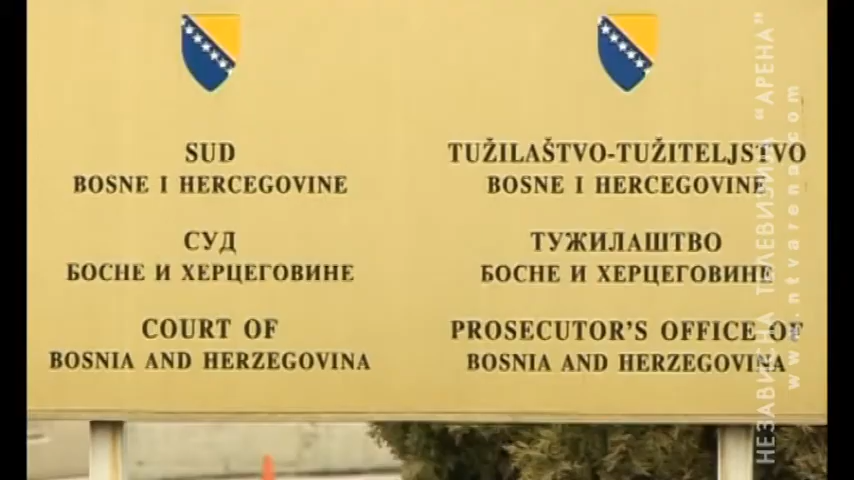 SUD
BOSNE I HERCEGOVINE
СУД
БОСНЕ И ХЕРЦЕГОВИНЕ
COURT OF
BOSNIA AND HERZEGOVINA
TUŽILAŠTVO-TUŽITELJSTVO
BOSNE I HERCEGOVINE
ТУЖИЛАШТВО
БОСНЕ И ХЕРЦЕГОВИНЕ
PROSECUTOR'S OFFICE OF
BOSNIA AND HERZEGOVINA
НЕЗАВИСНА ТЕЛЕВИЗИЈА "АРЕНА"
www.ntvarena.com